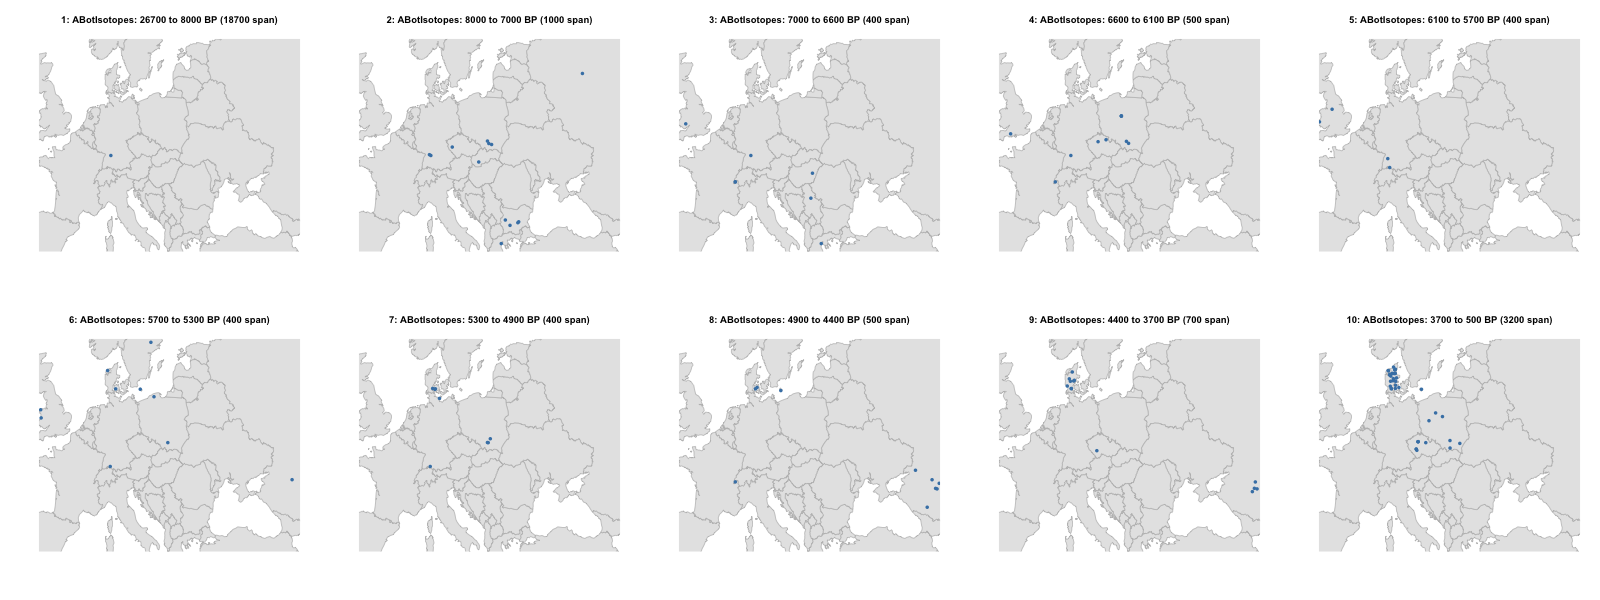 1: ABotIsotopes: 26700 to 8000 BP (18700 span)
2: ABotIsotopes: 8000 to 7000 BP (1000 span)
3: ABotIsotopes: 7000 to 6600 BP (400 span)
4: ABotIsotopes: 6600 to 6100 BP (500 span)
5: ABotIsotopes: 6100 to 5700 BP (400 span)
6: ABotIsotopes: 5700 to 5300 BP (400 span)
7: ABotIsotopes: 5300 to 4900 BP (400 span)
8: ABotIsotopes: 4900 to 4400 BP (500 span)
9: ABotIsotopes: 4400 to 3700 BP (700 span)
10: ABotIsotopes: 3700 to 500 BP (3200 span)